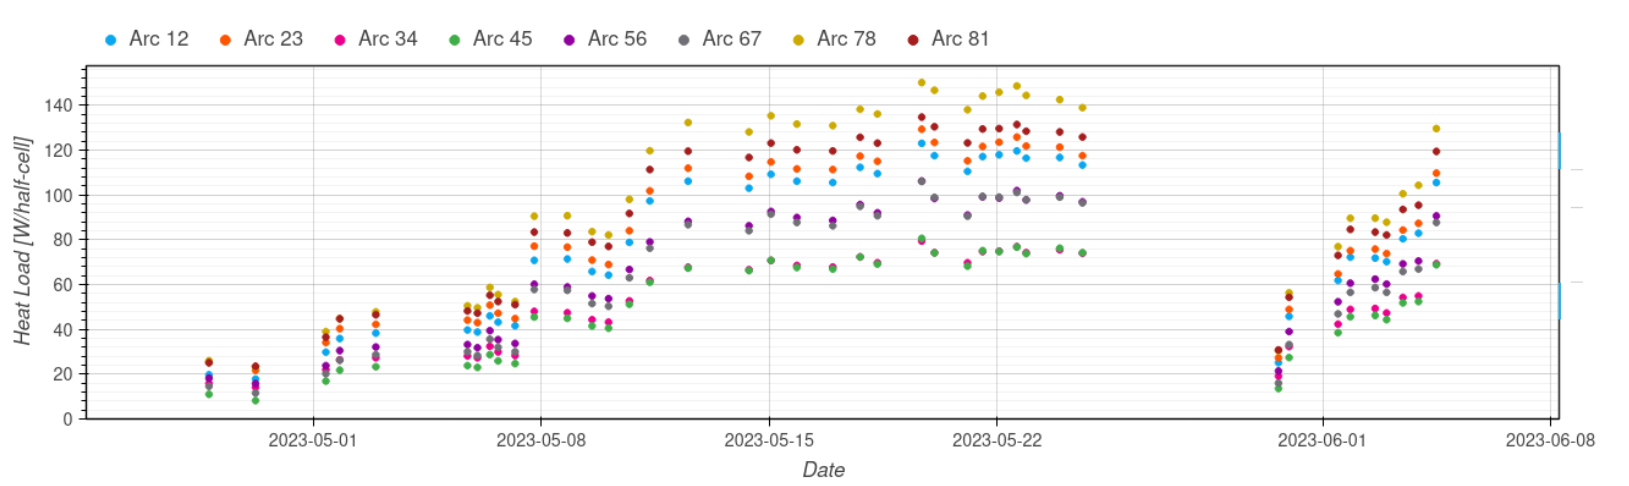 Arc 12 Arc 23 Arc 34 Arc 45 Arc 56 Arc 67 Arc 78 Arc 81
Heat Load [W/half-cell]
140
120
100
80
60
40
20
0
2023-05-01 2023-05-08 2023-05-15 2023-05-22 2023-06-01 2023-06-08
Date